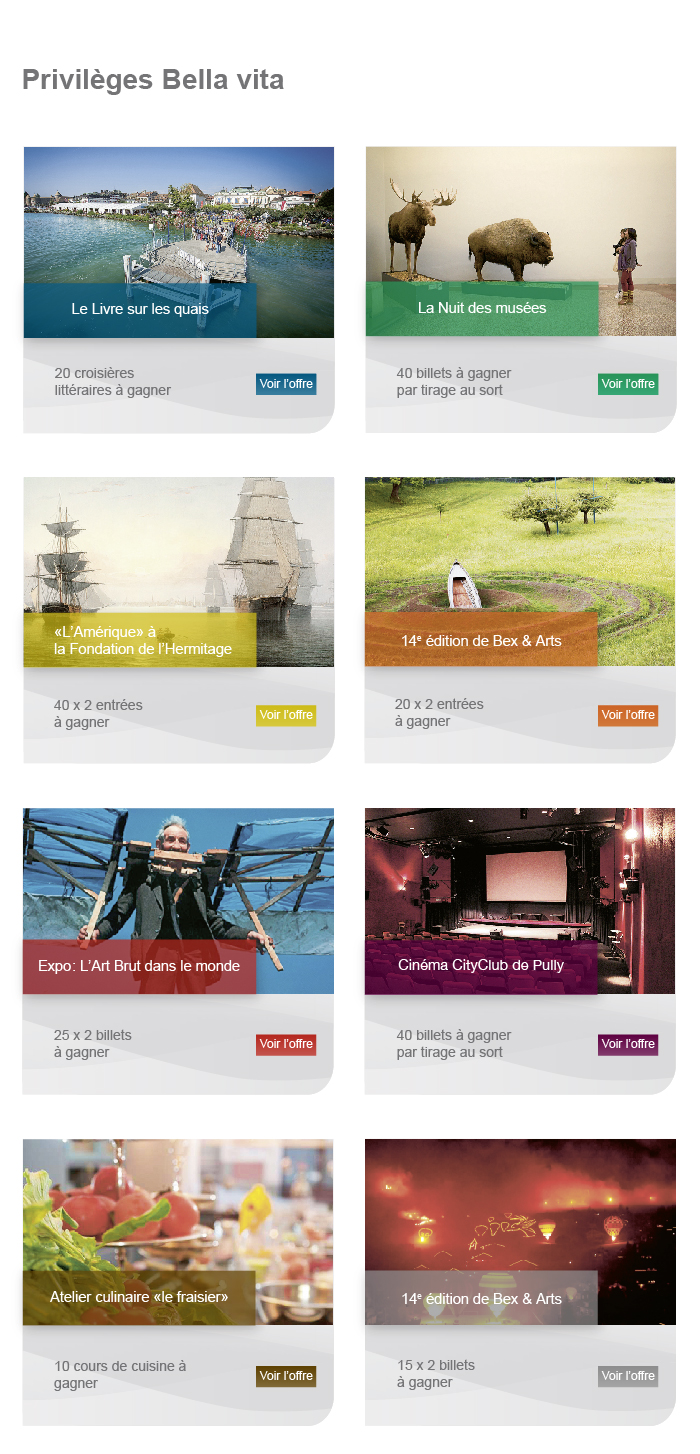 Privilèges Bella vita
Le Livre sur les quais
20 croisières
littéraires à gagner
Voir l'offre
La Nuit des musées
40 billets à gagner
par tirage au sort
Voir l'offre
«L'Amérique» à
la Fondation de l'Hermitage
40 x 2 entrées
à gagner
Voir l'offre
14e édition de Bex & Arts
20 x 2 entrées
à gagner
Voir l'offre
Expo: L'Art Brut dans le monde
25 x 2 billets
à gagner
Voir l'offre
Cinéma CityClub de Pully
40 billets à gagner
par tirage au sort
Voir l'offre
Atelier culinaire «le fraisier»
10 cours de cuisine à
gagner
Voir l'offre
14e édition de Bex & Arts
15 x 2 billets
à gagner
Voir l'offre